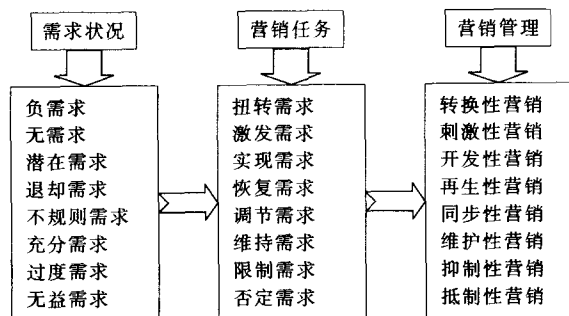 需求状况
营销任务
营销管理
负需求
无需求
潜在需求
退却需求
不规则需求
充分需求
过度需求
无益需求
扭转需求
激发需求
实现需求
恢复需求
调节需求
维持需求
限制需求
否定需求
转换性营销
刺激性营销
开发性营销
再生性营销
同步性营销
维护性营销
抑制性营销
抵制性营销